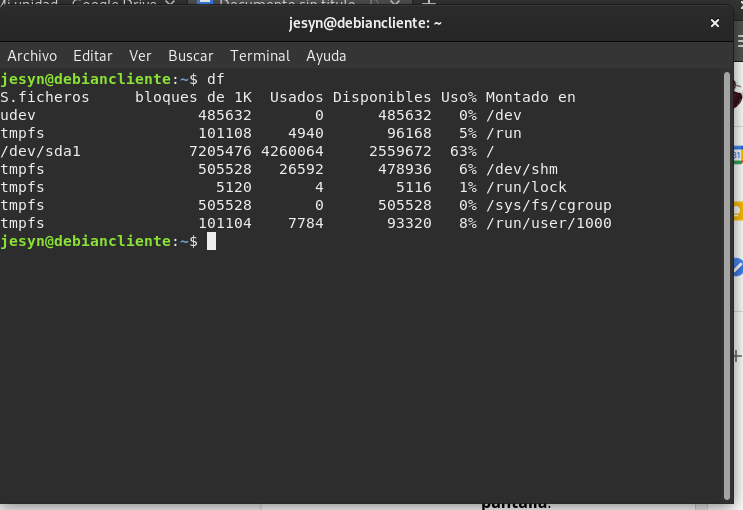 Mi unidad - Google Drive
Documento sin título
jesyn@debiancliente: ~
Archivo Editar Ver Buscar Terminal Ayuda
jesyn@debiancliente:~$ df
S.ficheros     bloques de 1K  Usados Disponibles Uso% Montado en
udev                  485632       0      485632   0% /dev
tmpfs                 101108    4940       96168   5% /run
/dev/sda1            7205476 4260064     2559672  63% /
tmpfs                 505528   26592      478936   6% /dev/shm
tmpfs                   5120       4        5116   1% /run/lock
tmpfs                 505528       0      505528   0% /sys/fs/cgroup
tmpfs                 101104    7784       93320   8% /run/user/1000
jesyn@debiancliente:~$
pantalla.